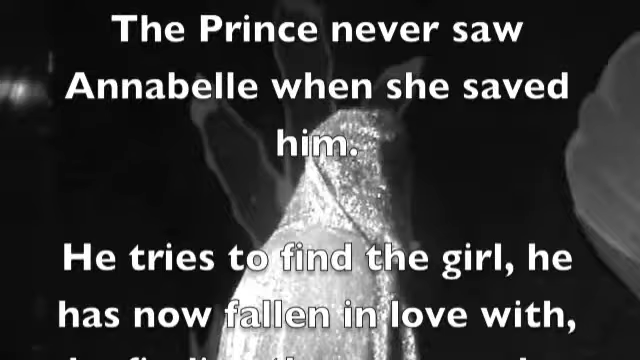 The Prince never saw
Annabelle when she saved
him.
He tries to find the girl, he
has now fallen in love with,